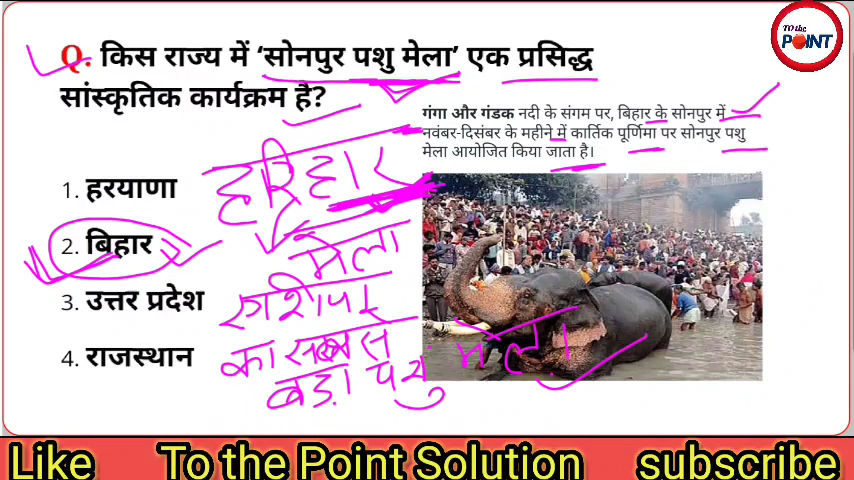 Q. किस राज्य में ‘सोनपुर पशु मेला’ एक प्रसिद्ध
सांस्कृतिक कार्यक्रम है?
गंगा और गंडक नदी के संगम पर, बिहार के सोनपुर में
नवंबर-दिसंबर के महीने में कार्तिक पूर्णिमा पर सोनपुर पशु
मेला आयोजित किया जाता है।
1. हरयाणा
2. बिहार
3. उत्तर प्रदेश
4. राजस्थान
हरिहार
मेला
का सबसे
बड़ा पशु मेला
TO the
POINT
Like To the Point Solution subscribe